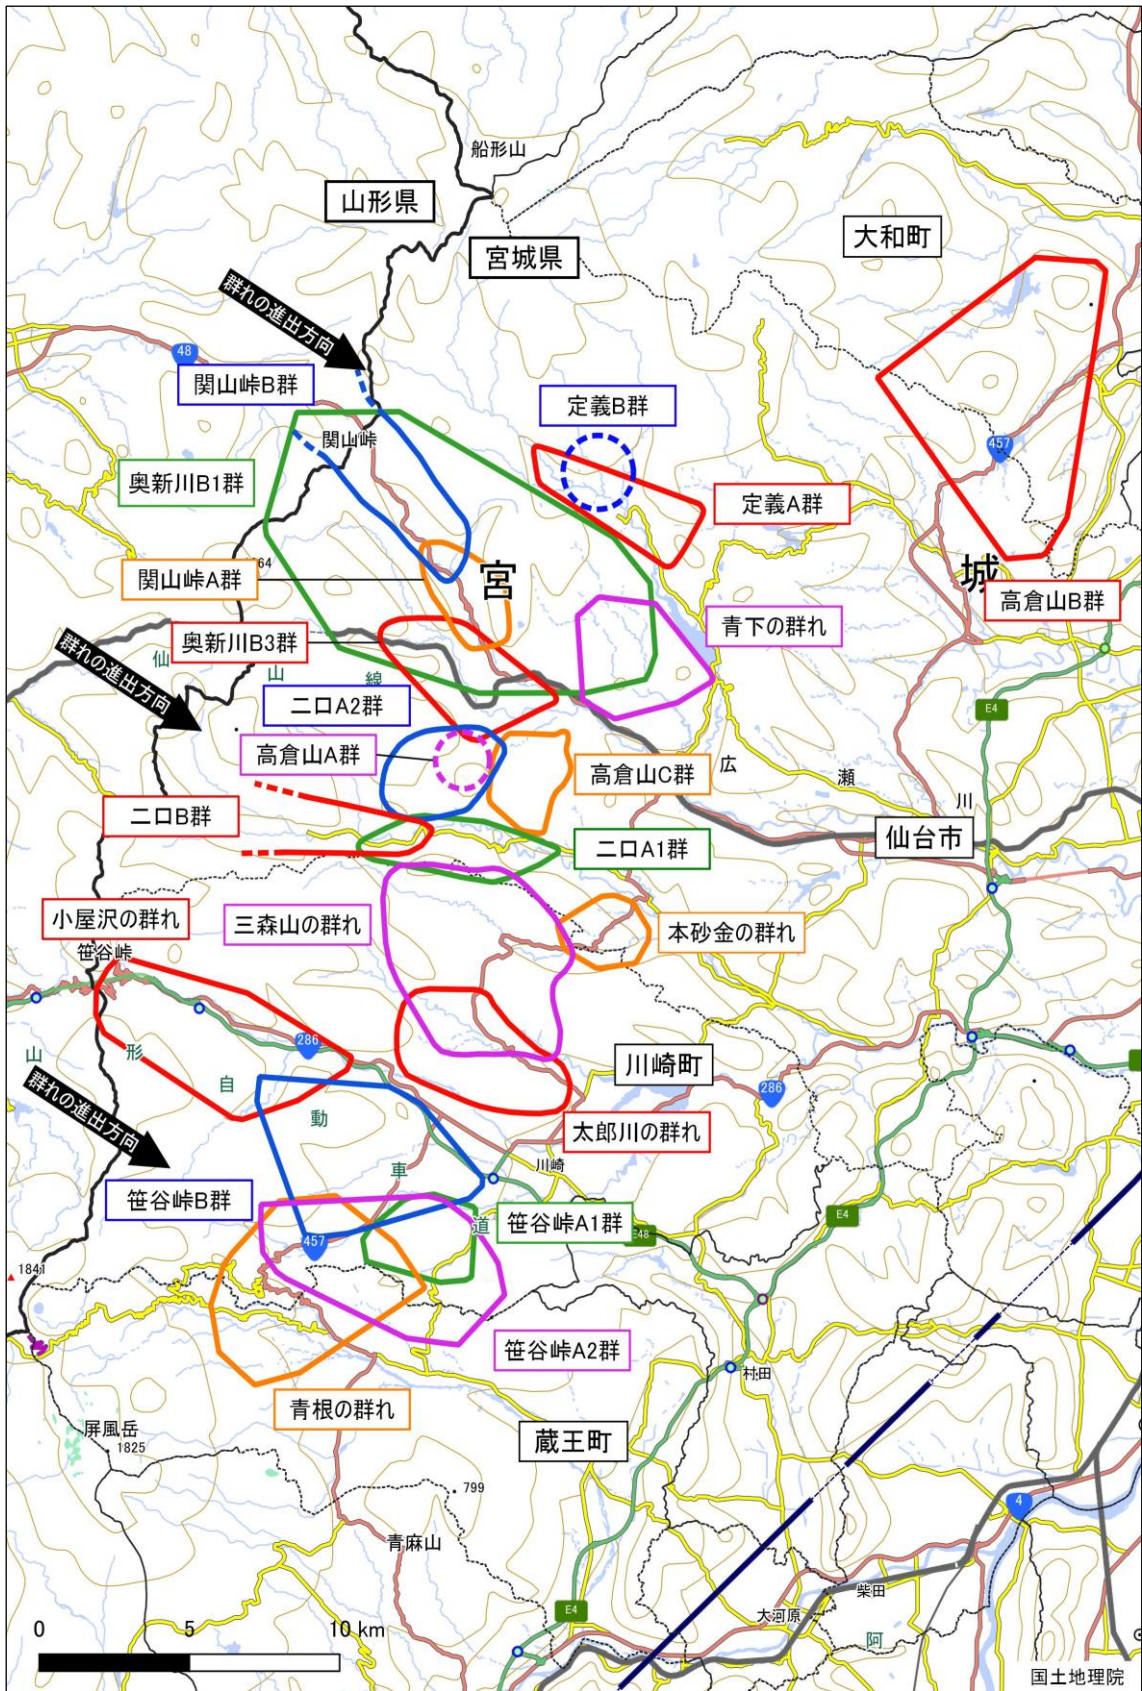 船形山
山形県
宮城県
大和町
群れの進出方向
48
関山峠B群
定義B群
関山峠
457
奥新川B1群
定義A群
宮
城
関山峠A群
高倉山B群
青下の群れ
奥新川B3群
群れの進出方向
仙
山
線
二口A2群
E4
高倉山A群
高倉山C群
広
瀬
川
二口B群
仙台市
二口A1群
小屋沢の群れ
三森山の群れ
本砂金の群れ
笹谷峠
286
山
形
自
動
車
道
川崎町
286
群れの進出方向
太郎川の群れ
川崎
笹谷峠B群
笹谷峠A1群
E48
E4
457
1841
笹谷峠A2群
村田
青根の群れ
屏風岳
1825
蔵王町
799
4
青麻山
柴田
大河原
E4
阿
0 5 10 km
国土地理院